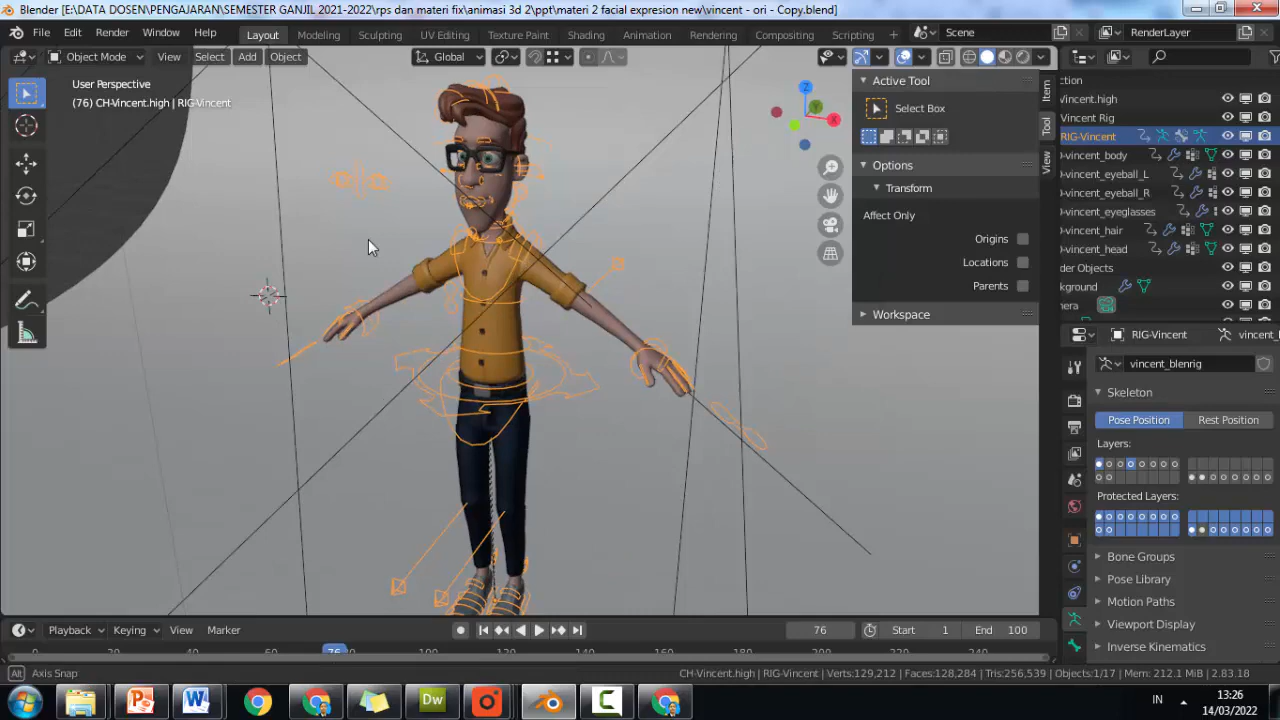 Blender [E:\DATA DOSEN\PENGAJARAN\SEMESTER GANJIL 2021-2022\rps dan materi fix\animasi 3d 2\ppt\materi 2 facial expresion new\vincent - ori - Copy.blend]
File Edit Render Window Help Layout Modeling Sculpting UV Editing Texture Paint Shading Animation Rendering Compositing Scripting + Scene RenderLayer
Object Mode View Select Add Object Global
User Perspective
(76) CH-Vincent.high | RIG-Vincent
Z
Y
X
Active Tool
Select Box
Options
Transform
Affect Only
Origins
Locations
Parents
Workspace
Item
Tool
View
ction
Vincent.high
Vincent Rig
RIG-Vincent
-vincent_body
-vincent_eyeball_L
-vincent_eyeball_R
-vincent_eyeglasses
-vincent_hair
-vincent_head
der Objects
kground
nera
RIG-Vincent vincent_
vincent_blenrig
Skeleton
Pose Position Rest Position
Layers:
Protected Layers:
Bone Groups
Pose Library
Motion Paths
Viewport Display
Inverse Kinematics
Playback Keying View Marker 76 Start 1 End 100
0 20 40 60 76 80 100 120 140 160 180 200 220 240
Alt Axis Snap CH-Vincent.high | RIG-Vincent | Verts:129,212 | Faces:128,284 | Tris:256,539 | Objects:1/17 | Mem: 212.1 MiB | 2.83.18
IN 13:26
14/03/2022